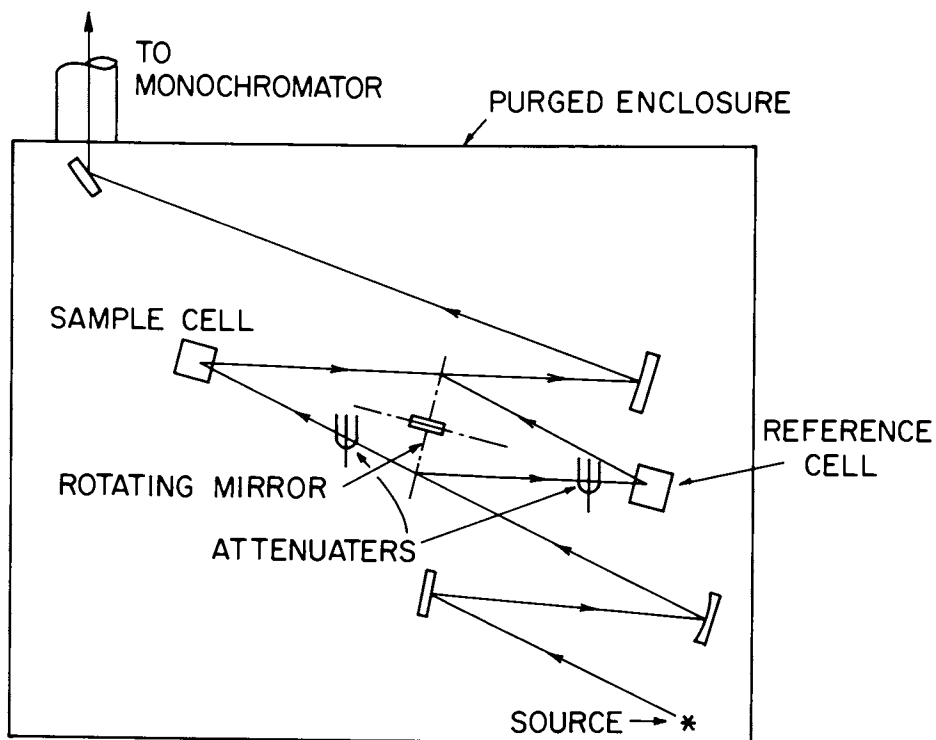 TO
MONOCHROMATOR
PURGED ENCLOSURE
SAMPLE CELL
REFERENCE
CELL
ROTATING MIRROR
ATTENUATERS
SOURCE